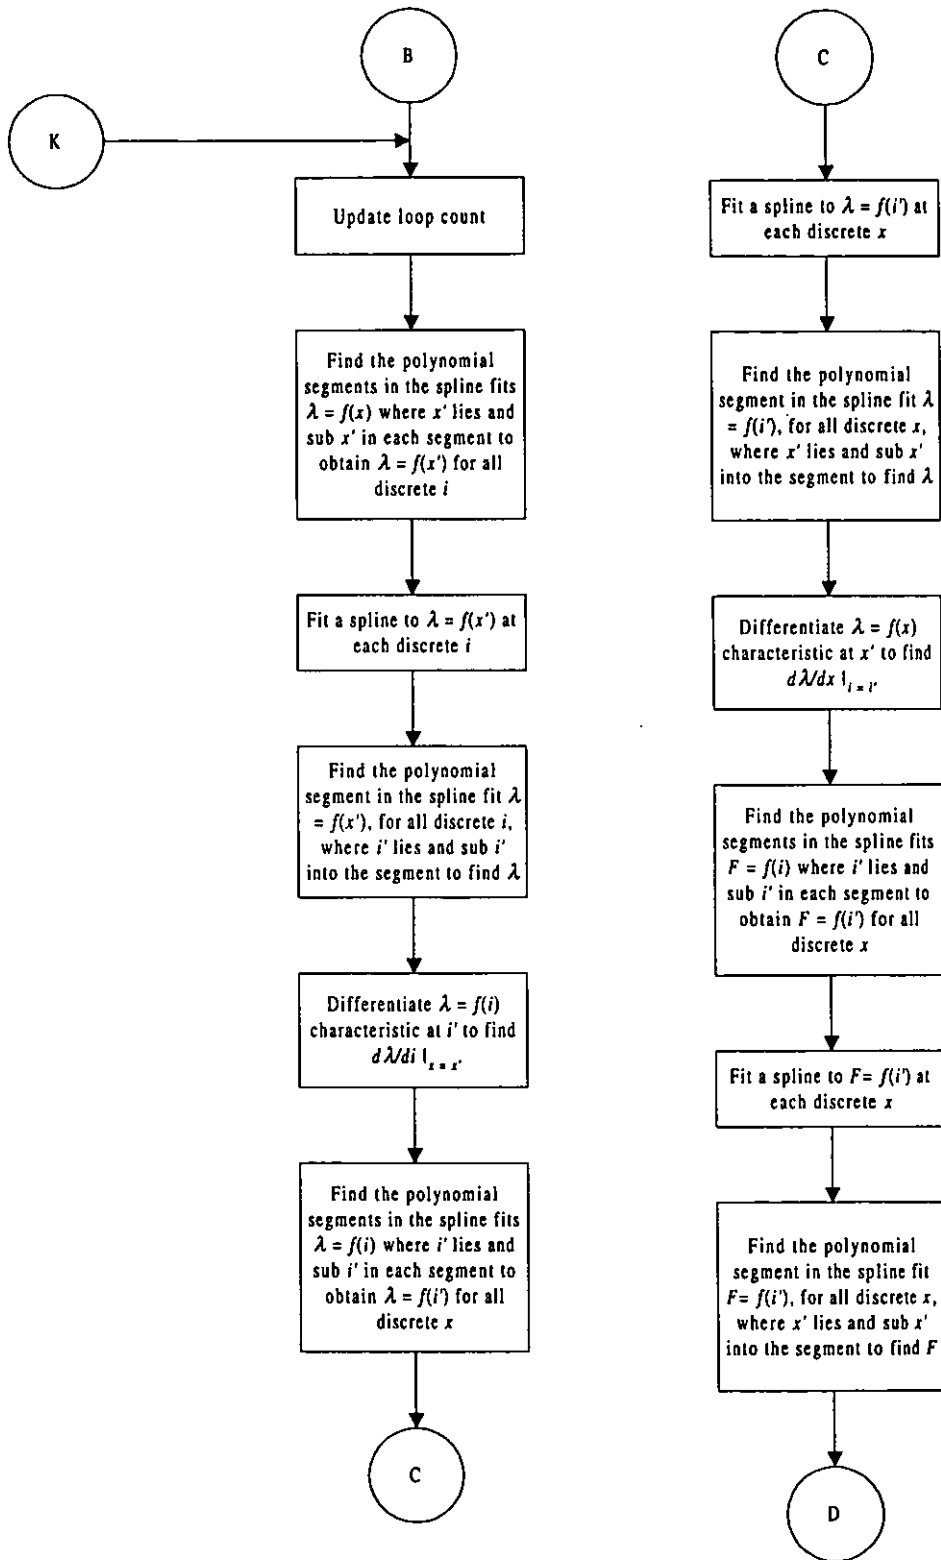 B
K
Update loop count
Find the polynomial
segments in the spline fits
λ = f(x) where x' lies and
sub x' in each segment to
obtain λ = f(x') for all
discrete i
Fit a spline to λ = f(x') at
each discrete i
Find the polynomial
segment in the spline fit λ
= f(x'), for all discrete i,
where i' lies and sub i'
into the segment to find λ
Differentiate λ = f(i)
characteristic at i' to find
dλ/di |x = x'
Find the polynomial
segments in the spline fits
λ = f(i) where i' lies and
sub i' in each segment to
obtain λ = f(i') for all
discrete x
C
C
Fit a spline to λ = f(i') at
each discrete x
Find the polynomial
segment in the spline fit λ
= f(i'), for all discrete x,
where x' lies and sub x'
into the segment to find λ
Differentiate λ = f(x)
characteristic at x' to find
dλ/dx |i = i'
Find the polynomial
segments in the spline fits
F = f(i) where i' lies and
sub i' in each segment to
obtain F = f(i') for all
discrete x
Fit a spline to F= f(i') at
each discrete x
Find the polynomial
segment in the spline fit
F= f(i'), for all discrete x,
where x' lies and sub x'
into the segment to find F
D